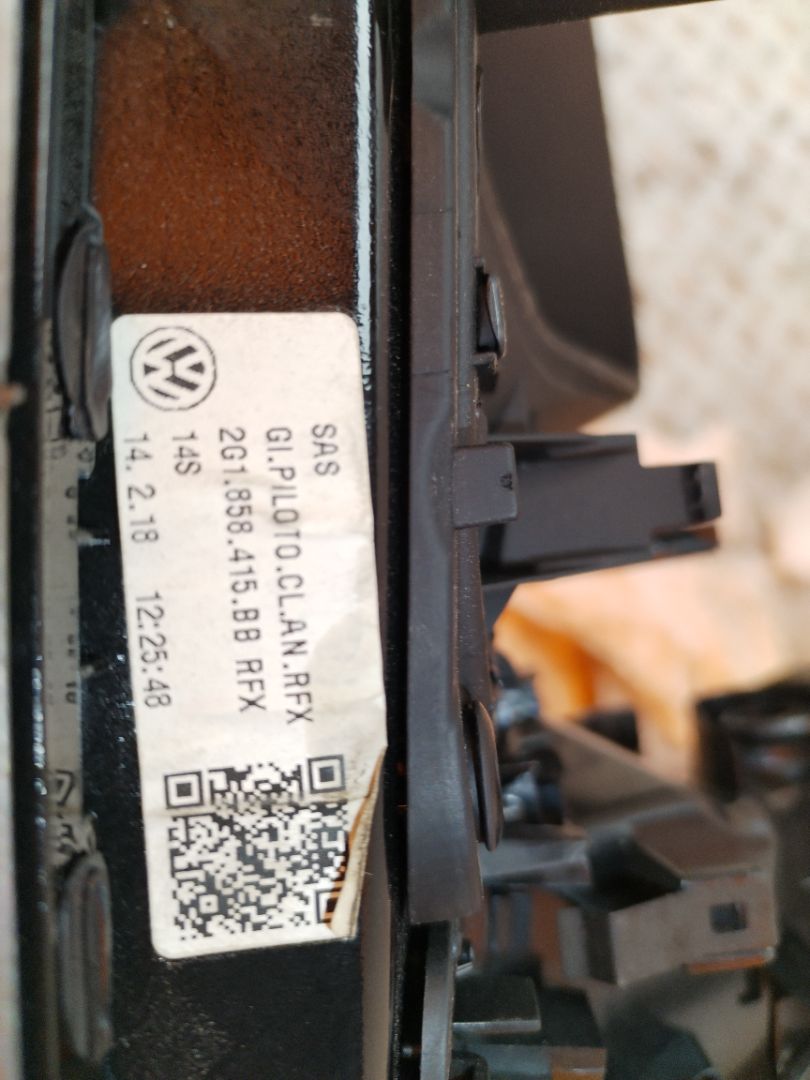 SAS
GI.PILOTO.CL.AN.RFX
2G1.858.415.BB RFX
14S
14. 2.18 12:25:48